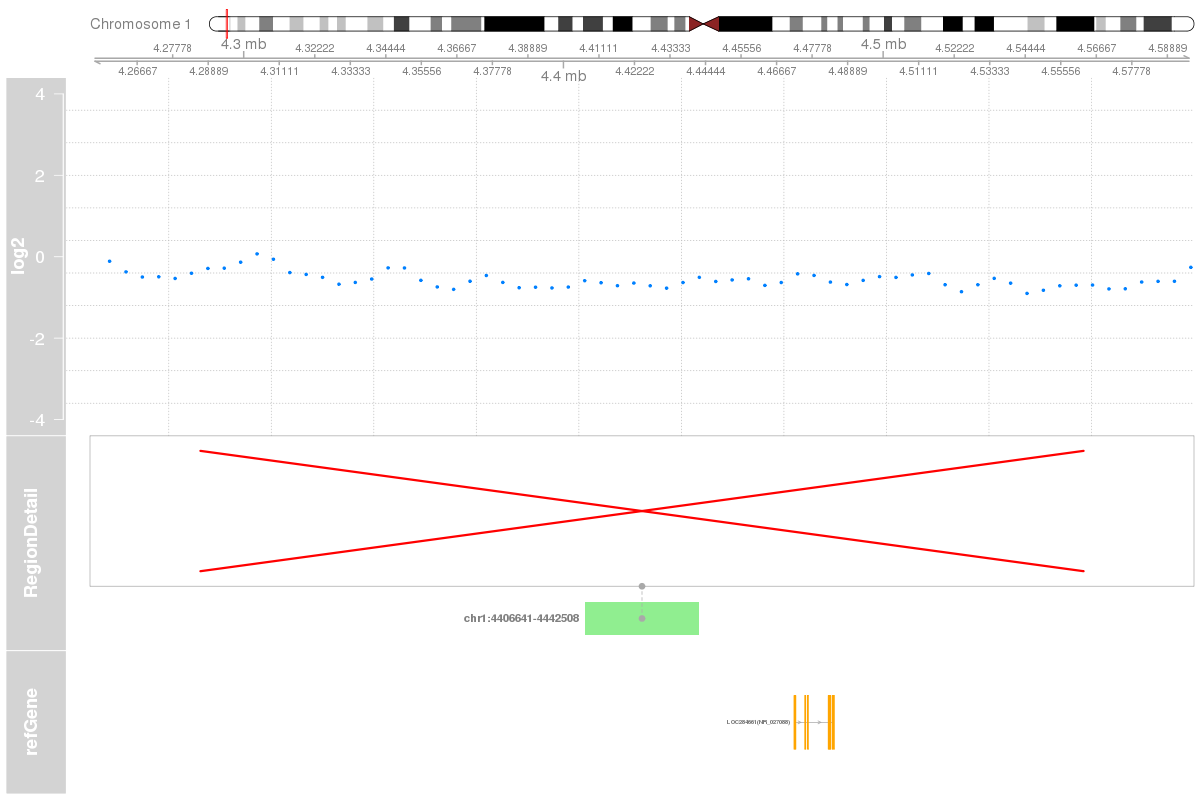 Chromosome 1
4.3 mb
4.5 mb
4.27778 4.32222 4.34444 4.36667 4.38889 4.41111 4.43333 4.45556 4.47778 4.52222 4.54444 4.56667 4.58889
4.26667 4.28889 4.31111 4.33333 4.35556 4.37778 4.42222 4.44444 4.46667 4.48889 4.51111 4.53333 4.55556 4.57778
4.4 mb
4
2
0
-2
-4
log2
RegionDetail
chr1:4406641-4442508
refGene
LOC284661(NR_027088)